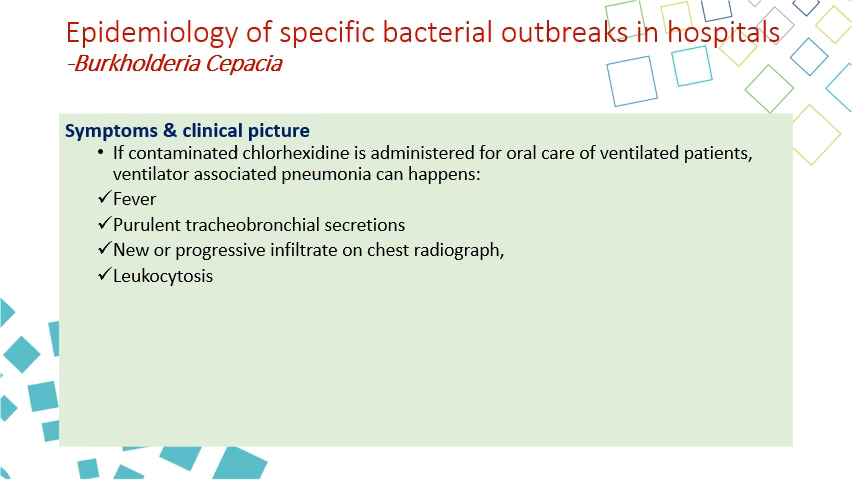 Epidemiology of specific bacterial outbreaks in hospitals
-Burkholderia Cepacia
Symptoms & clinical picture
• If contaminated chlorhexidine is administered for oral care of ventilated patients,
ventilator associated pneumonia can happens:
✓Fever
✓Purulent tracheobronchial secretions
✓New or progressive infiltrate on chest radiograph,
✓Leukocytosis